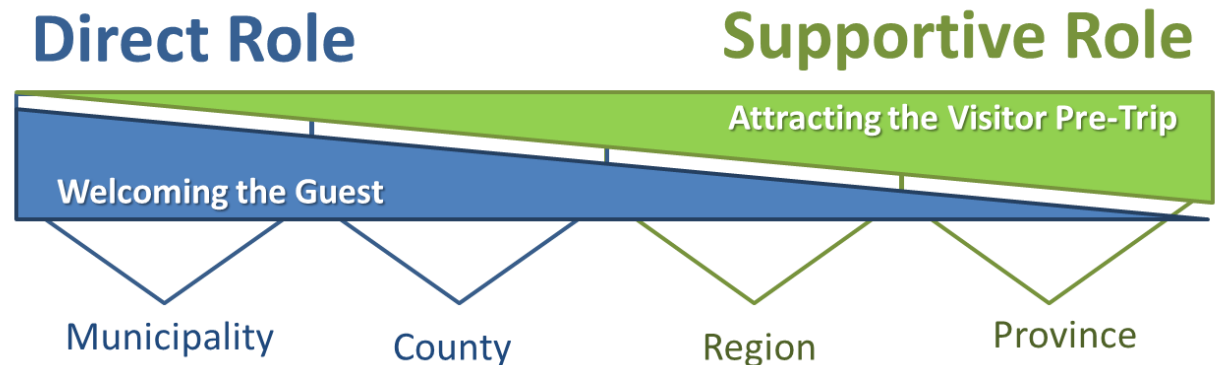 Direct Role
Supportive Role
Attracting the Visitor Pre-Trip
Welcoming the Guest
Municipality
County
Region
Province